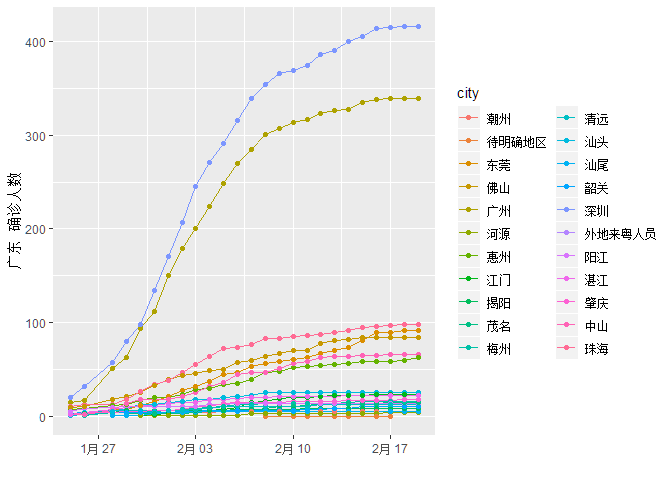 400
300
200
100
0
广东 确诊人数
1月 27
2月 03
2月 10
2月 17
city
潮州
待明确地区
东莞
佛山
广州
河源
惠州
江门
揭阳
茂名
梅州
清远
汕头
汕尾
韶关
深圳
外地来粤人员
阳江
湛江
肇庆
中山
珠海